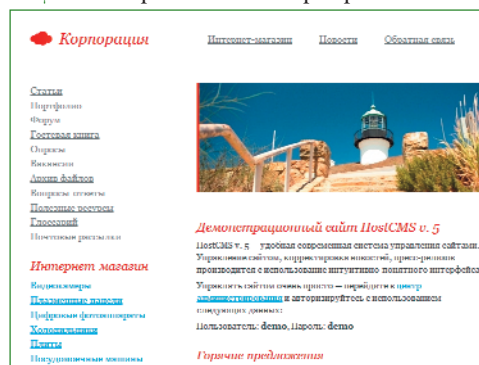 Корпорация
Интернет-магазин Новости Обратная связь
Статьи
Портфолио
Форум
Гостевая книга
Опросы
Вакансии
Архив файлов
Вопросы ответы
Полезные ресурсы
Глоссарий
Почтовые рассылки
Интернет магазин
Видеокамеры
Плазменные панели
Цифровые фотоаппараты
Холодильники
Плиты
Посудомоечные машины
Демонстрационный сайт HostCMS v. 5
HostCMS v. 5 удобная современная система управления сайтами.
Управление сайтом, корректировка новостей, пресс-релизов
производится с использование интуитивно понятного интерфейса
Управлять сайтом очень просто — перейдите в центр
администрирования и авторизируйтесь с использованием
следующих данных:
Пользователь: demo, Пароль: demo
Горячие предложения